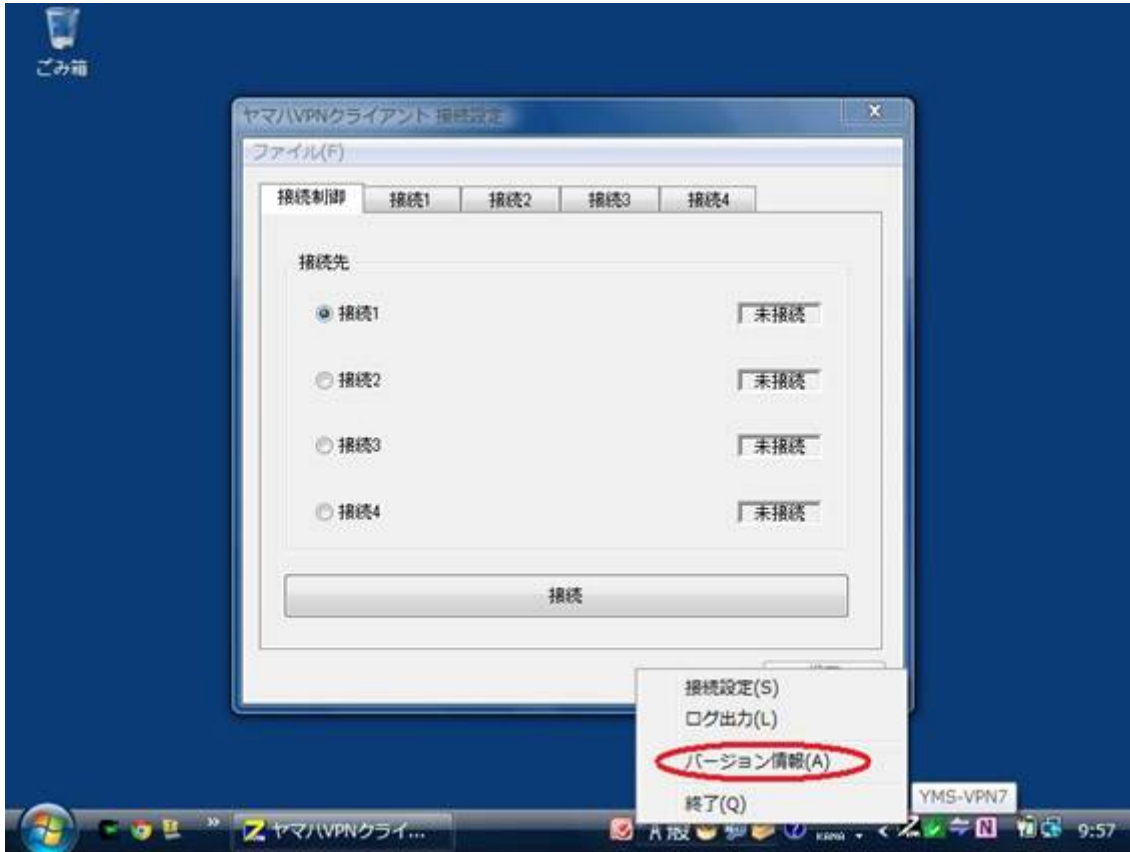 ごみ箱
ヤマハVPNクライアント 接続設定
ファイル(F)
接続制御 接続1 接続2 接続3 接続4
接続先
接続1 未接続
接続2 未接続
接続3 未接続
接続4 未接続
接続
接続設定(S)
ログ出力(L)
バージョン情報(A)
終了(Q)
YMS-VPN7
ヤマハVPNクライ...
A 般
KANA
9:57